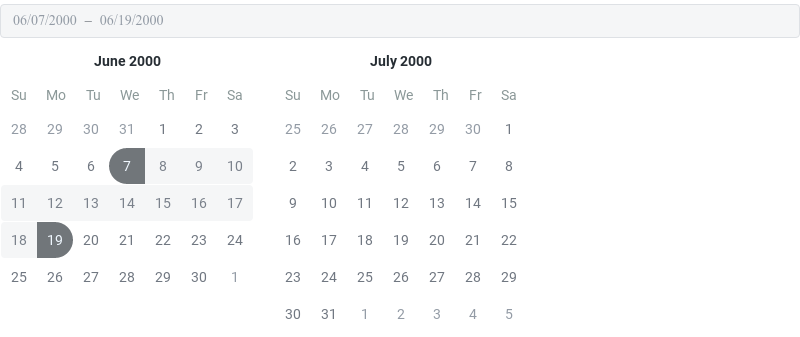 06/07/2000 – 06/19/2000
June 2000
Su Mo Tu We Th Fr Sa
28 29 30 31 1 2 3
4 5 6 7 8 9 10
11 12 13 14 15 16 17
18 19 20 21 22 23 24
25 26 27 28 29 30 1
July 2000
Su Mo Tu We Th Fr Sa
25 26 27 28 29 30 1
2 3 4 5 6 7 8
9 10 11 12 13 14 15
16 17 18 19 20 21 22
23 24 25 26 27 28 29
30 31 1 2 3 4 5